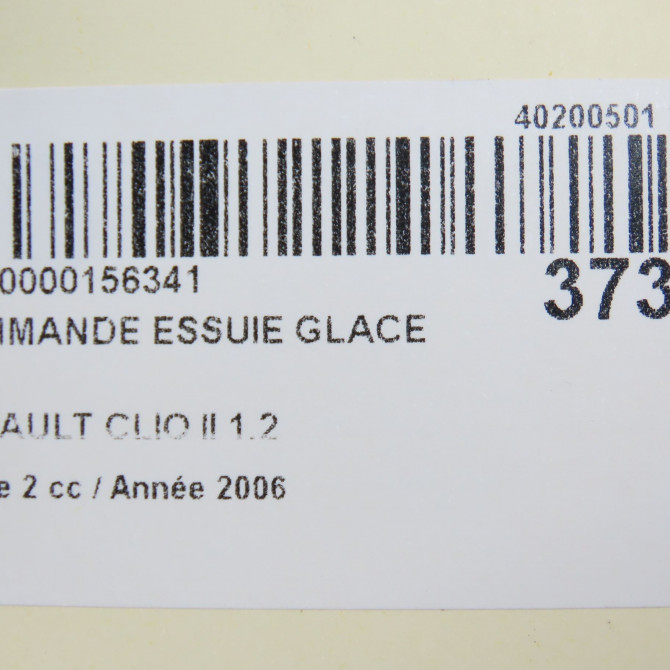 40200501
0000156341
373
MMANDE ESSUIE GLACE
AULT CLIO II 1.2
e 2 cc / Année 2006